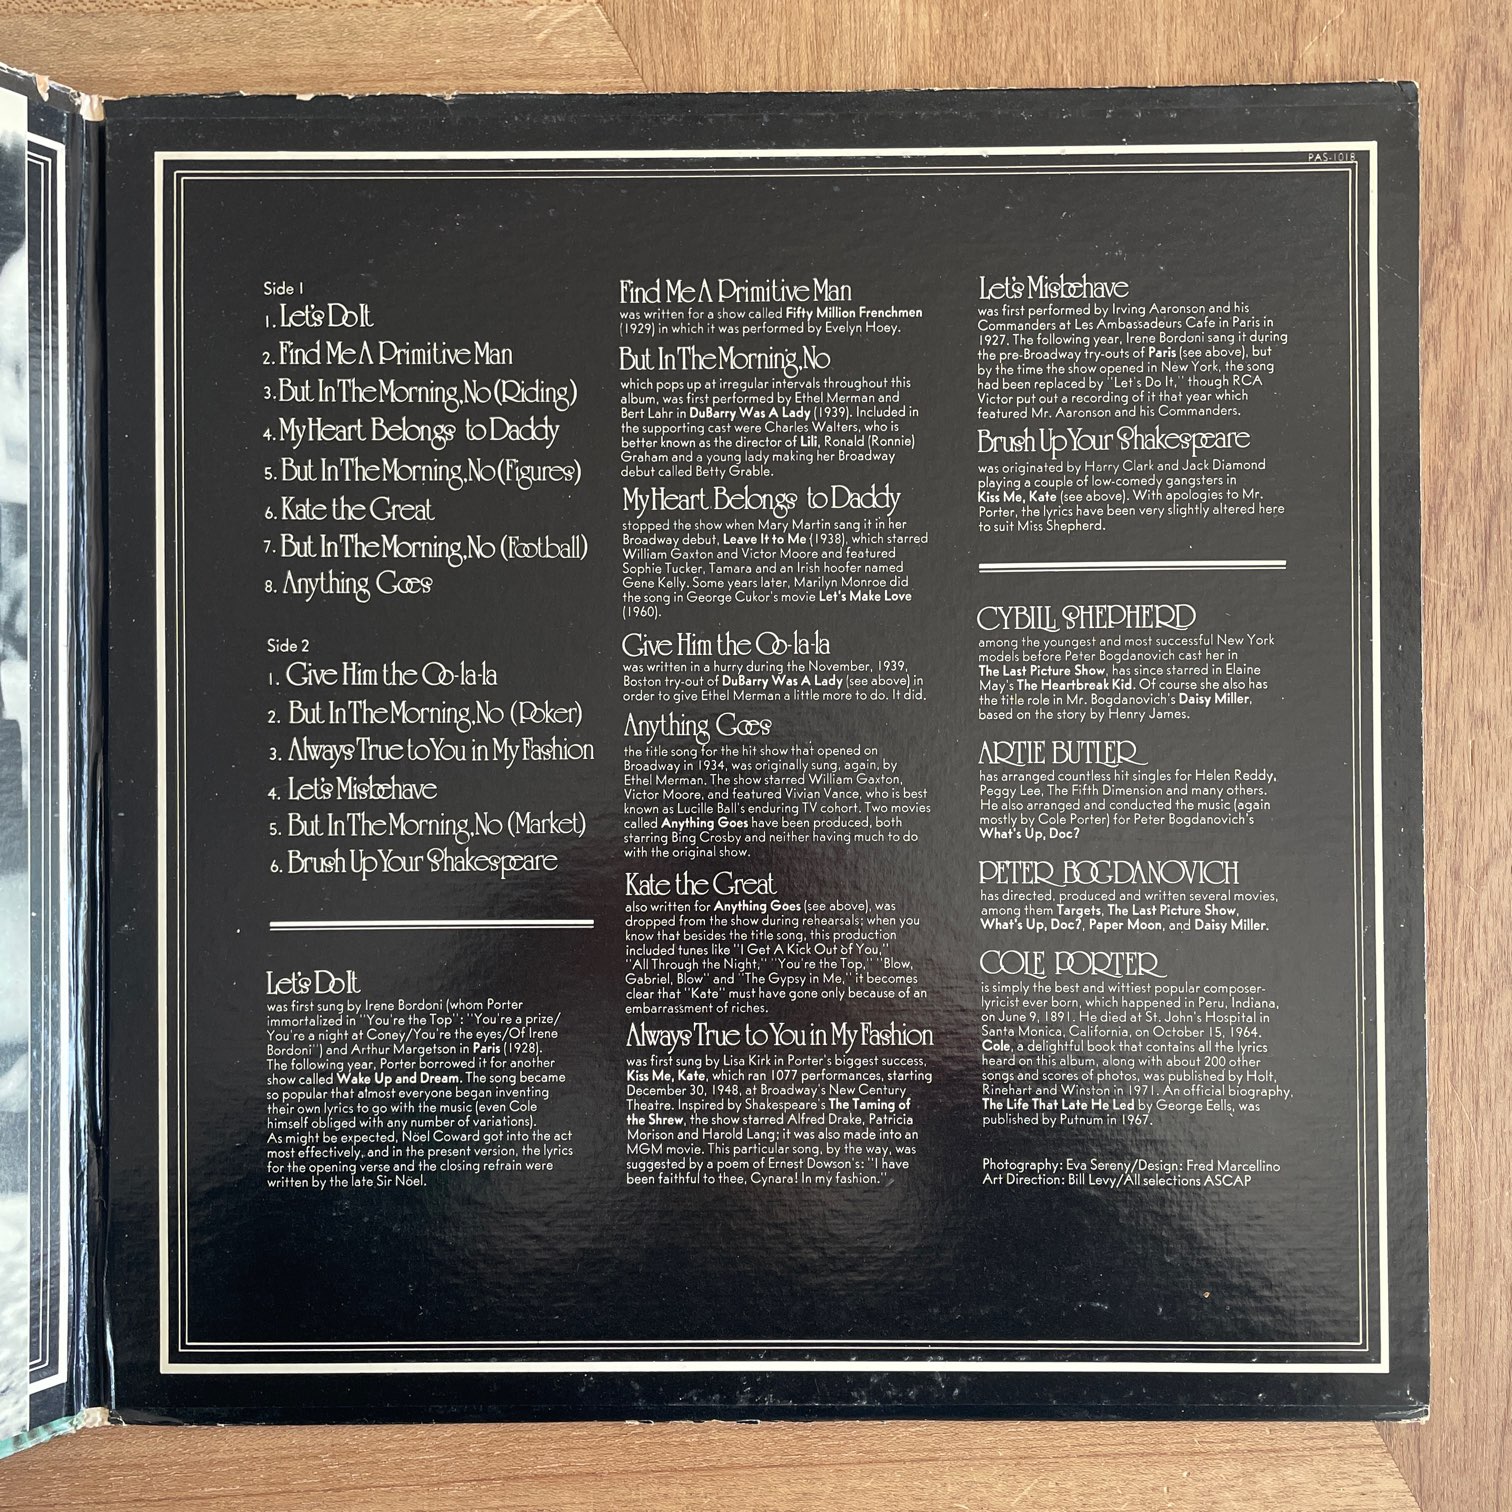 PAS-1018
Side 1
1. Let's Do It
2. Find Me A Primitive Man
3. But In The Morning, No (Riding)
4. My Heart Belongs to Daddy
5. But In The Morning, No (Figures)
6. Kate the Great
7. But In The Morning, No (Football)
8. Anything Goes
Side 2
1. Give Him the Oo-la-la
2. But In The Morning, No (Poker)
3. Always True to You in My Fashion
4. Let's Misbehave
5. But In The Morning, No (Market)
6. Brush Up Your Shakespeare
Let's Do It
was first sung by Irene Bordoni (whom Porter
immortalized in "You're the Top": "You're a prize/
You're a night at Coney/You're the eyes/Of Irene
Bordoni") and Arthur Margetson in Paris (1928).
The following year, Porter borrowed it for another
show called Wake Up and Dream. The song became
so popular that almost everyone began inventing
their own lyrics to go with the music (even Cole
himself obliged with any number of variations).
As might be expected, Nöel Coward got into the act
most effectively, and in the present version, the lyrics
for the opening verse and the closing refrain were
written by the late Sir Nöel.
Find Me A Primitive Man
was written for a show called Fifty Million Frenchmen
(1929) in which it was performed by Evelyn Hoey.
But In The Morning, No
which pops up at irregular intervals throughout this
album, was first performed by Ethel Merman and
Bert Lahr in DuBarry Was A Lady (1939). Included in
the supporting cast were Charles Walters, who is
better known as the director of Lili, Ronald (Ronnie)
Graham and a young lady making her Broadway
debut called Betty Grable.
My Heart Belongs to Daddy
stopped the show when Mary Martin sang it in her
Broadway debut, Leave It to Me (1938), which starred
William Gaxton and Victor Moore and featured
Sophie Tucker, Tamara and an Irish hoofer named
Gene Kelly. Some years later, Marilyn Monroe did
the song in George Cukor's movie Let's Make Love
(1960).
Give Him the Oo-la-la
was written in a hurry during the November, 1939,
Boston try-out of DuBarry Was A Lady (see above) in
order to give Ethel Merman a little more to do. It did.
Anything Goes
the title song for the hit show that opened on
Broadway in 1934, was originally sung, again, by
Ethel Merman. The show starred William Gaxton,
Victor Moore, and featured Vivian Vance, who is best
known as Lucille Ball's enduring TV cohort. Two movies
called Anything Goes have been produced, both
starring Bing Crosby and neither having much to do
with the original show.
Kate the Great
also written for Anything Goes (see above), was
dropped from the show during rehearsals; when you
know that besides the title song, this production
included tunes like "I Get A Kick Out of You,"
"All Through the Night," "You're the Top," "Blow,
Gabriel, Blow" and "The Gypsy in Me," it becomes
clear that "Kate" must have gone only because of an
embarrassment of riches.
Always True to You in My Fashion
was first sung by Lisa Kirk in Porter's biggest success,
Kiss Me, Kate, which ran 1077 performances, starting
December 30, 1948, at Broadway's New Century
Theatre. Inspired by Shakespeare's The Taming of
the Shrew, the show starred Alfred Drake, Patricia
Morison and Harold Lang; it was also made into an
MGM movie. This particular song, by the way, was
suggested by a poem of Ernest Dowson's: "I have
been faithful to thee, Cynara! In my fashion."
Let's Misbehave
was first performed by Irving Aaronson and his
Commanders at Les Ambassadeurs Cafe in Paris in
1927. The following year, Irene Bordoni sang it during
the pre-Broadway try-outs of Paris (see above), but
by the time the show opened in New York, the song
had been replaced by "Let's Do It," though RCA
Victor put out a recording of it that year which
featured Mr. Aaronson and his Commanders.
Brush Up Your Shakespeare
was originated by Harry Clark and Jack Diamond
playing a couple of low-comedy gangsters in
Kiss Me, Kate (see above). With apologies to Mr.
Porter, the lyrics have been very slightly altered here
to suit Miss Shepherd.
CYBILL SHEPHERD
among the youngest and most successful New York
models before Peter Bogdanovich cast her in
The Last Picture Show, has since starred in Elaine
May's The Heartbreak Kid. Of course she also has
the title role in Mr. Bogdanovich's Daisy Miller,
based on the story by Henry James.
ARTIE BUTLER
has arranged countless hit singles for Helen Reddy,
Peggy Lee, The Fifth Dimension and many others.
He also arranged and conducted the music (again
mostly by Cole Porter) for Peter Bogdanovich's
What's Up, Doc?
PETER BOGDANOVICH
has directed, produced and written several movies,
among them Targets, The Last Picture Show,
What's Up, Doc?, Paper Moon, and Daisy Miller.
COLE PORTER
is simply the best and wittiest popular composer-
lyricist ever born, which happened in Peru, Indiana,
on June 9, 1891. He died at St. John's Hospital in
Santa Monica, California, on October 15, 1964.
Cole, a delightful book that contains all the lyrics
heard on this album, along with about 200 other
songs and scores of photos, was published by Holt,
Rinehart and Winston in 1971. An official biography,
The Life That Late He Led by George Eells, was
published by Putnum in 1967.
Photography: Eva Sereny/Design: Fred Marcellino
Art Direction: Bill Levy/All selections ASCAP